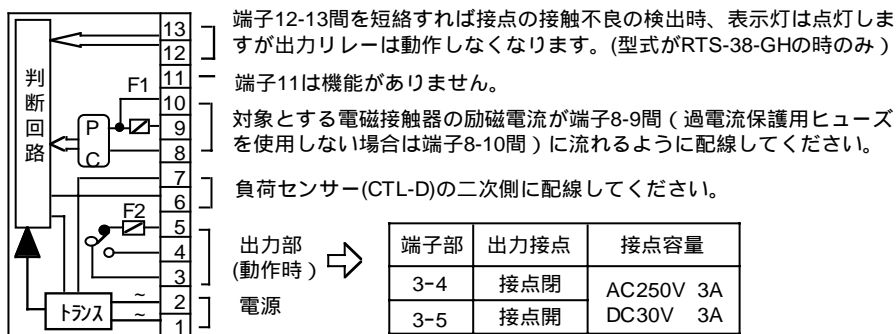 端子12-13間を短絡すれば接点の接触不良の検出時、表示灯は点灯しま
すが出力リレーは動作しなくなります。(型式がRTS-38-GHの時のみ)
端子11は機能がありません。
対象とする電磁接触器の励磁電流が端子8-9間(過電流保護用ヒューズ
を使用しない場合は端子8-10間)に流れるように配線してください。
負荷センサー(CTL-D)の二次側に配線してください。
出力部
(動作時)
電源
端子部 出力接点 接点容量
3-4 接点閉 AC250V 3A
3-5 接点開 DC30V 3A
判断回路
P
C
F1
F2
トランス
~
~
13
12
11
10
9
8
7
6
5
4
3
2
1